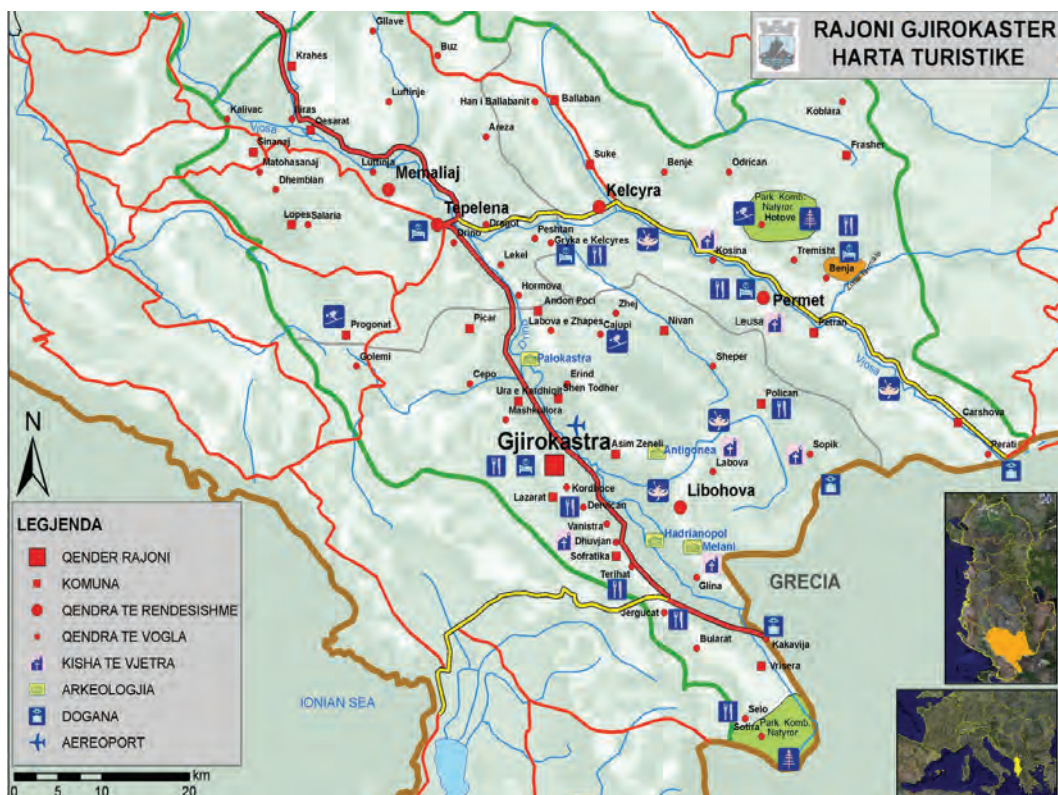 RAJONI GJIROKASTER
HARTA TURISTIKE
Gllave
Buz
Krahes
Luftinje
Han i Ballabanit
Ballaban
Koblara
Kalivac
Vjosa
Qesarat
Areza
Sinanaj
Matohasanaj
Luftinja
Memaliaj
Suke
Benje
Odrican
Frasher
Dhemblan
Kelcyra
Park Komb.
Natyror
Hotove
Lopes
Salaria
Tepelena
Dragot
Drino
Peshtan
Gryka e Kelcyres
Kosina
Tremisht
Lekel
Benja
Hormova
Permet
Andon Poci
Zhej
Progonat
Picar
Labova e Zhapes
Cajupi
Nivan
Leusa
Petran
Golemi
Palokastra
Vjosa
Sheper
Cepo
Erind
Ura e Kardhiqit
Shen Todher
Mashkullora
Polican
Carshova
N
Gjirokastra
Asim Zeneli
Antigonea
Sopik
Perati
Labova
Kordhoce
Lazarat
Libohova
Dervican
LEGJENDA
Vanistra
Hadrianopol
Dhuvjan
Melani
QENDER RAJONI
Sofratika
KOMUNA
Terihat
Glina
GRECIA
QENDRA TE RENDESISHME
Jergucat
QENDRA TE VOGLA
Bularat
Kakavija
KISHA TE VJETRA
Vrisera
ARKEOLOGJIA
IONIAN SEA
DOGANA
Selo
Sotira
Park Komb.
Natyror.
AEREOPORT
km
0 5 10 20